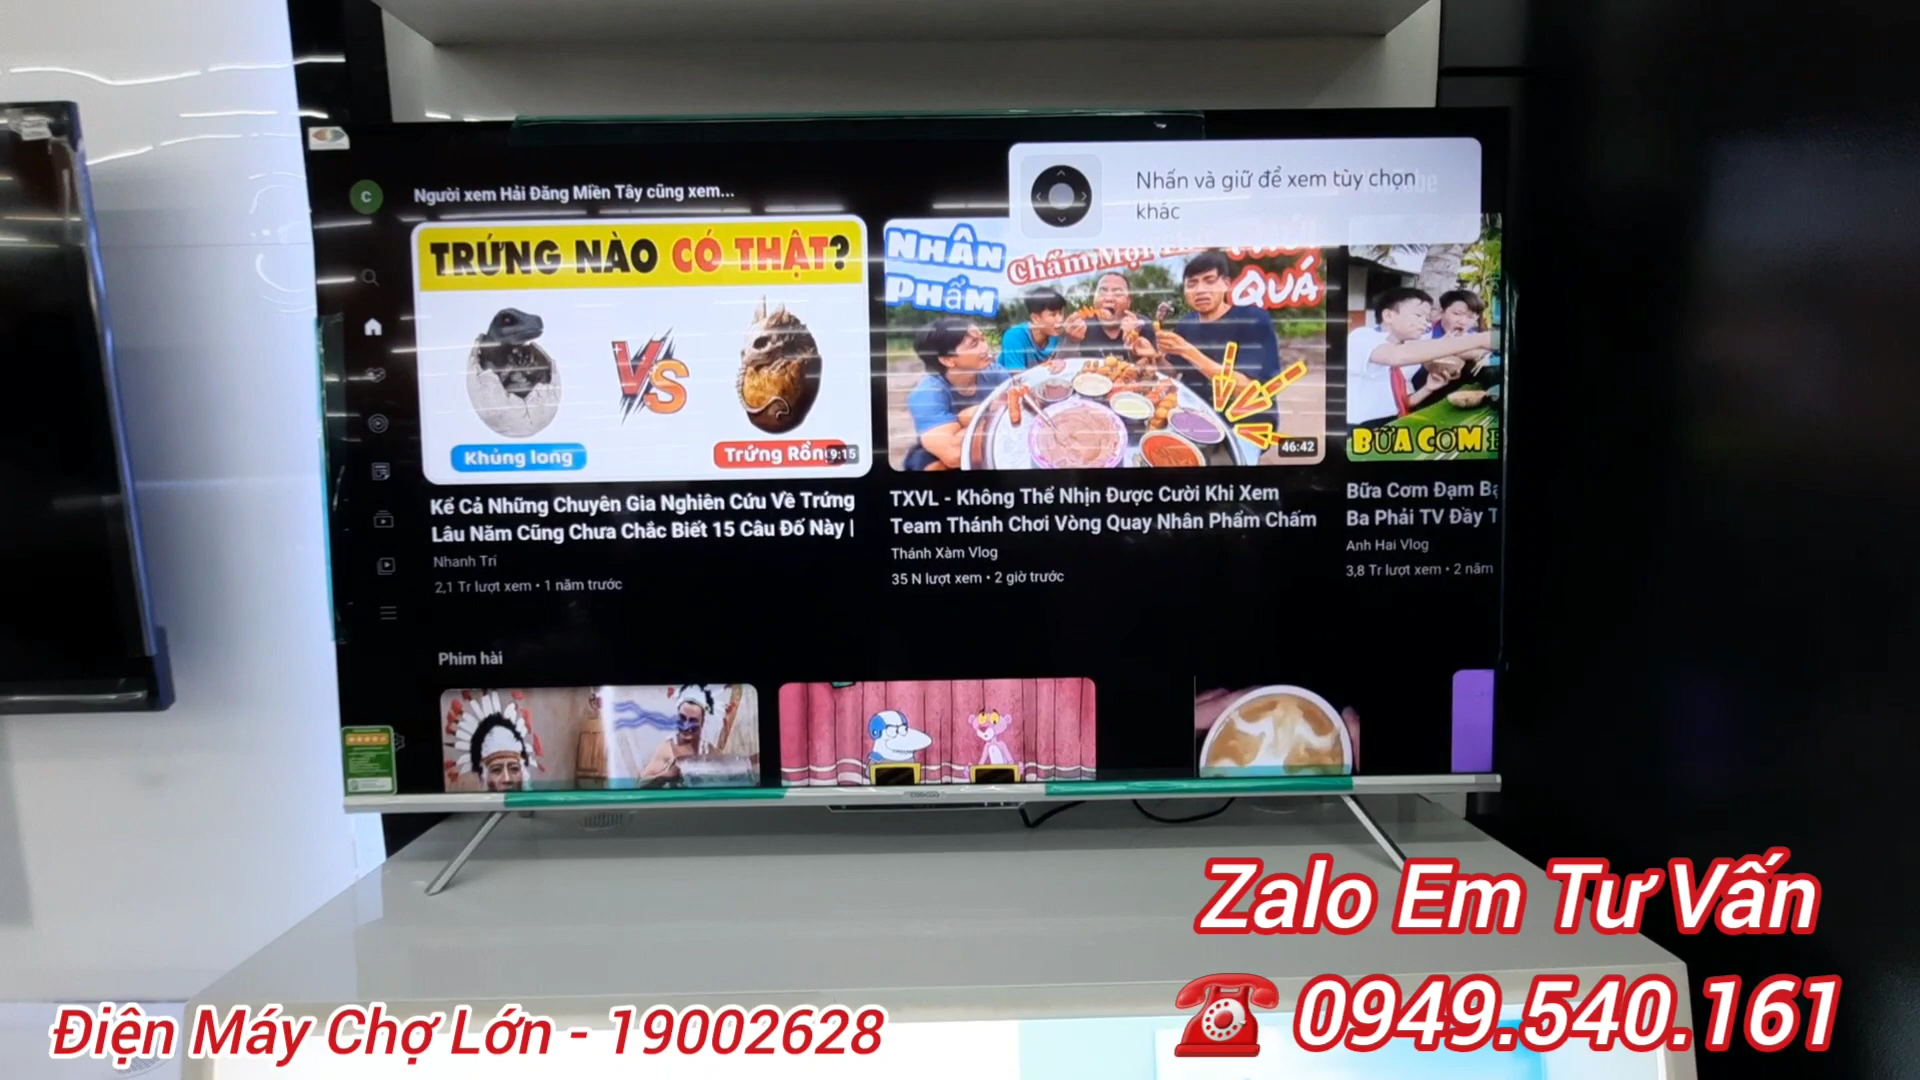 Nhấn và giữ để xem tùy chọn
khác
C
Người xem Hải Đăng Miền Tây cũng xem...
TRỨNG NÀO CÓ THẬT?
VS
Khủng long
Trứng Rồn
9:15
NHÂN
PHẨM
Chấm Mọi
QUÁ
46:42
BỮA CƠM
Kể Cả Những Chuyên Gia Nghiên Cứu Về Trứng
Lâu Năm Cũng Chưa Chắc Biết 15 Câu Đố Này |
Nhanh Trí
2,1 Tr lượt xem • 1 năm trước
TXVL - Không Thể Nhịn Được Cười Khi Xem
Team Thánh Chơi Vòng Quay Nhân Phẩm Chấm
Thánh Xàm Vlog
35 N lượt xem • 2 giờ trước
Bữa Cơm Đạm B
Ba Phải TV Đầy T
Anh Hai Vlog
3,8 Tr lượt xem • 2 năm
Phim hài
Zalo Em Tư Vấn
0949.540.161
Điện Máy Chợ Lớn - 19002628